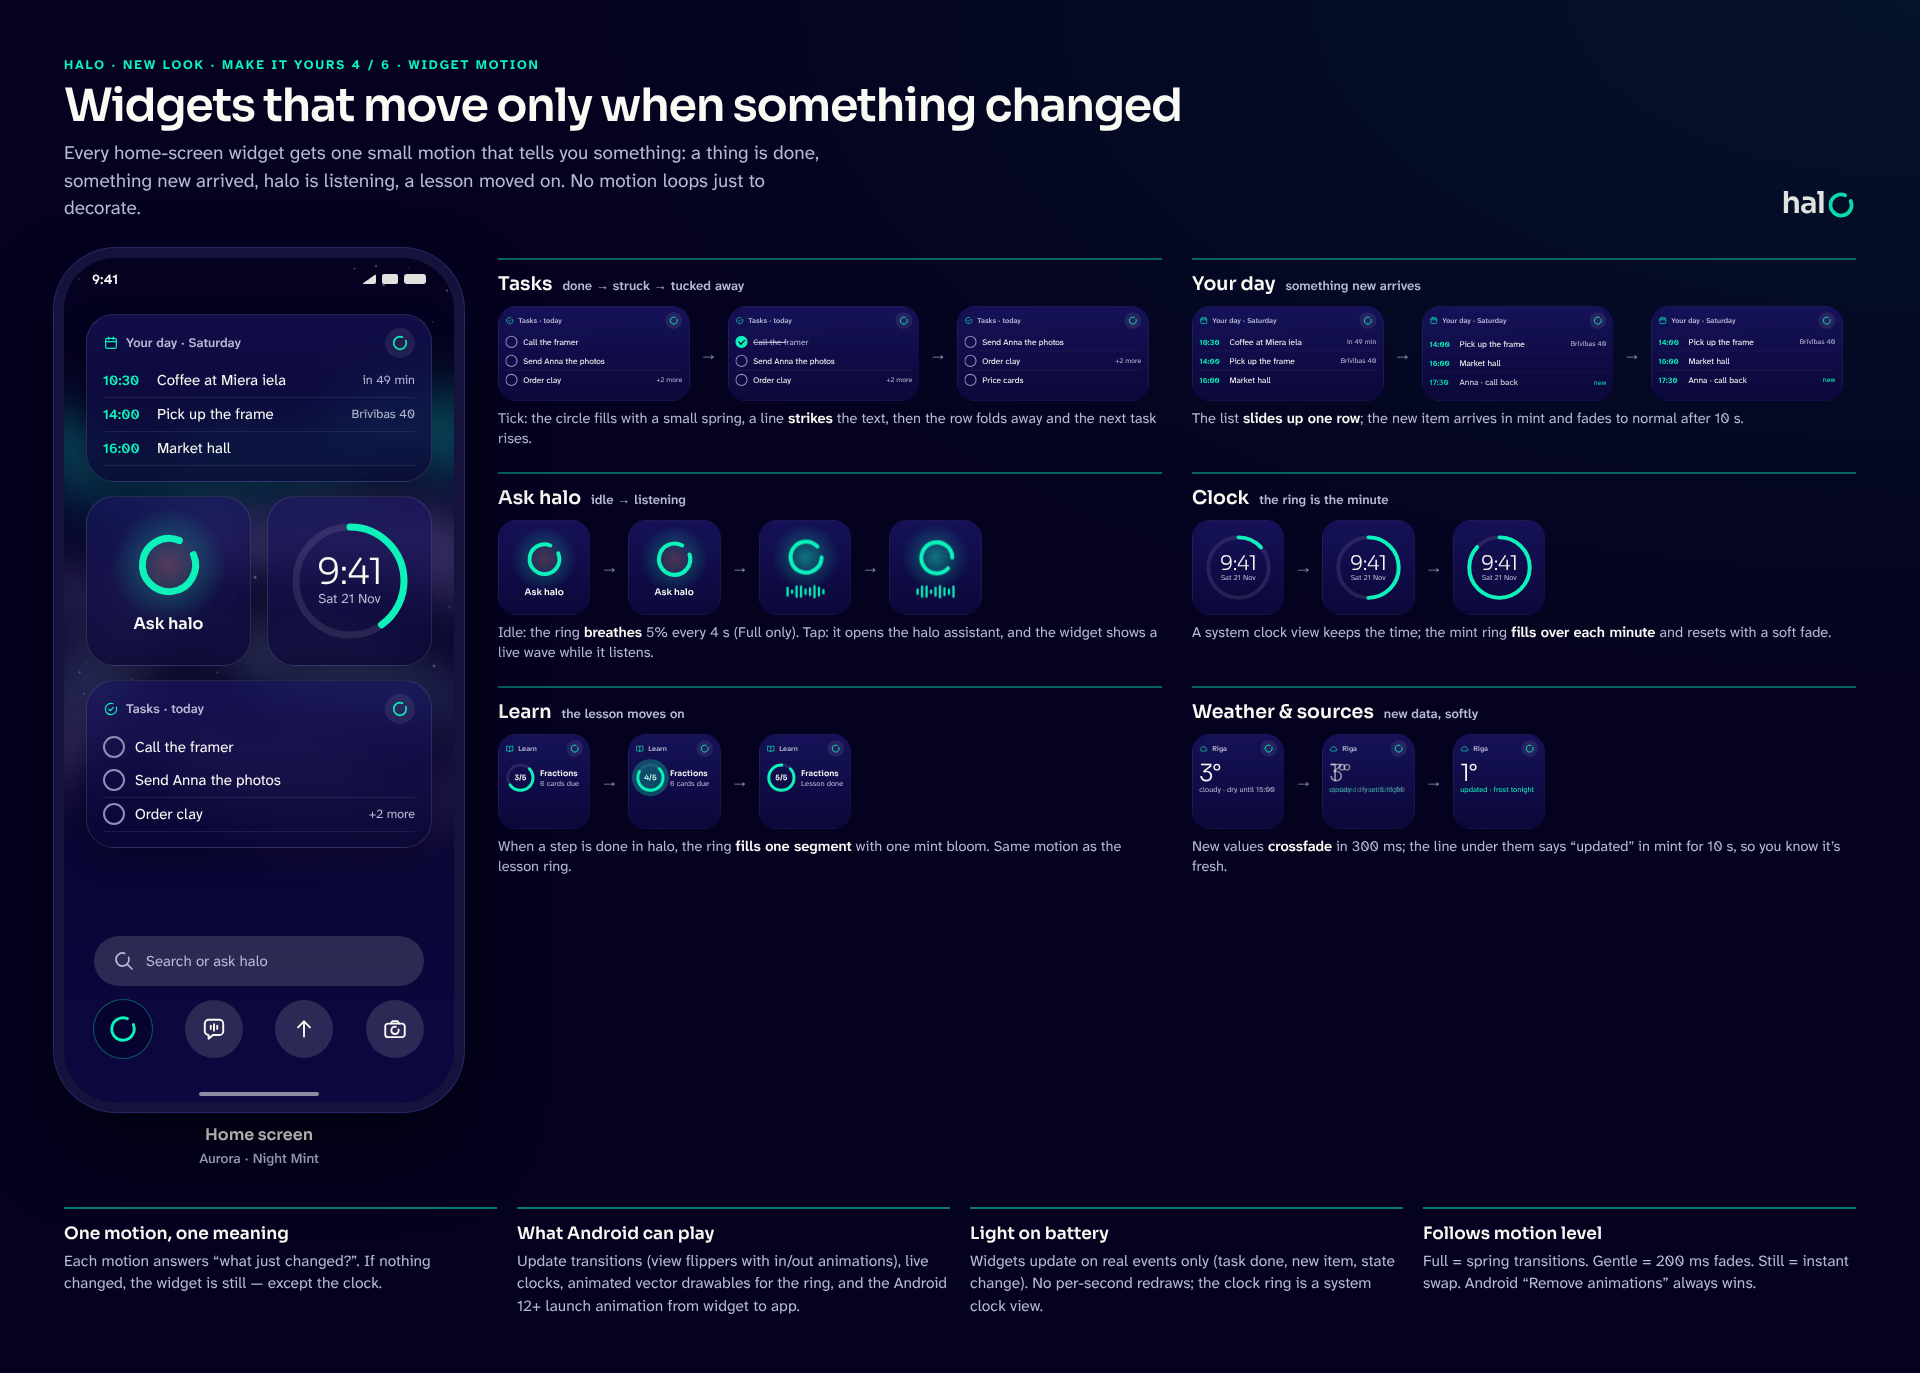 HALO · NEW LOOK · MAKE IT YOURS 4 / 6 · WIDGET MOTION
Widgets that move only when something changed
Every home-screen widget gets one small motion that tells you something: a thing is done,
something new arrived, halo is listening, a lesson moved on. No motion loops just to
decorate.
hal
9:41
Your day · Saturday
10:30 Coffee at Miera iela in 49 min
14:00 Pick up the frame Brīvības 40
16:00 Market hall
Ask halo
9:41
Sat 21 Nov
Tasks · today
Call the framer
Send Anna the photos
Order clay +2 more
Search or ask halo
Home screen
Aurora · Night Mint
Tasks done → struck → tucked away
Tasks · today
Call the framer
Send Anna the photos
Order clay +2 more
→
Tasks · today
Call the framer
Send Anna the photos
Order clay +2 more
→
Tasks · today
Send Anna the photos
Order clay +2 more
Price cards
Tick: the circle fills with a small spring, a line strikes the text, then the row folds away and the next task
rises.
Your day something new arrives
Your day · Saturday
10:30 Coffee at Miera iela in 49 min
14:00 Pick up the frame Brīvības 40
16:00 Market hall
→
Your day · Saturday
14:00 Pick up the frame Brīvības 40
16:00 Market hall
17:30 Anna · call back new
→
Your day · Saturday
14:00 Pick up the frame Brīvības 40
16:00 Market hall
17:30 Anna · call back new
The list slides up one row; the new item arrives in mint and fades to normal after 10 s.
Ask halo idle → listening
Ask halo
→
Ask halo
→
→
Idle: the ring breathes 5% every 4 s (Full only). Tap: it opens the halo assistant, and the widget shows a
live wave while it listens.
Clock the ring is the minute
9:41
Sat 21 Nov
→
9:41
Sat 21 Nov
→
9:41
Sat 21 Nov
A system clock view keeps the time; the mint ring fills over each minute and resets with a soft fade.
Learn the lesson moves on
Learn
3/5 Fractions
6 cards due
→
Learn
4/5 Fractions
6 cards due
→
Learn
5/5 Fractions
Lesson done
When a step is done in halo, the ring fills one segment with one mint bloom. Same motion as the
lesson ring.
Weather & sources new data, softly
Riga
3°
cloudy · dry until 15:00
→
Riga
→
Riga
1°
updated · frost tonight
New values crossfade in 300 ms; the line under them says “updated” in mint for 10 s, so you know it’s
fresh.
One motion, one meaning
Each motion answers “what just changed?”. If nothing
changed, the widget is still — except the clock.
What Android can play
Update transitions (view flippers with in/out animations), live
clocks, animated vector drawables for the ring, and the Android
12+ launch animation from widget to app.
Light on battery
Widgets update on real events only (task done, new item, state
change). No per-second redraws; the clock ring is a system
clock view.
Follows motion level
Full = spring transitions. Gentle = 200 ms fades. Still = instant
swap. Android “Remove animations” always wins.